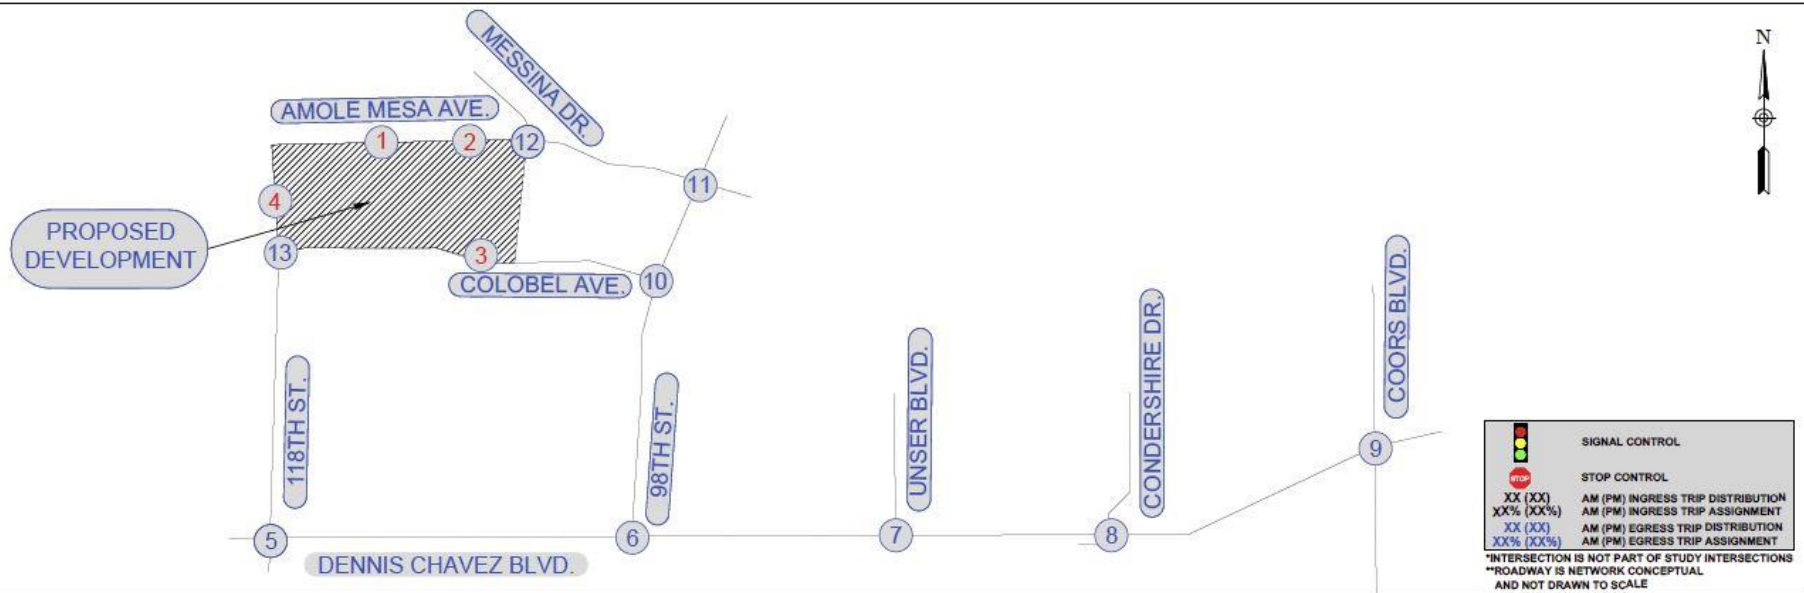 MESSINA DR.
N
AMOLE MESA AVE.
1
2
12
11
4
PROPOSED
DEVELOPMENT
13
3
10
COLOBEL AVE.
118TH ST.
98TH ST.
UNSER BLVD.
CONDERSHIRE DR.
COORS BLVD.
9
5
6
7
8
DENNIS CHAVEZ BLVD.
SIGNAL CONTROL
STOP STOP CONTROL
XX (XX) AM (PM) INGRESS TRIP DISTRIBUTION
XX% (XX%) AM (PM) INGRESS TRIP ASSIGNMENT
XX (XX) AM (PM) EGRESS TRIP DISTRIBUTION
XX% (XX%) AM (PM) EGRESS TRIP ASSIGNMENT
*INTERSECTION IS NOT PART OF STUDY INTERSECTIONS
**ROADWAY IS NETWORK CONCEPTUAL
AND NOT DRAWN TO SCALE